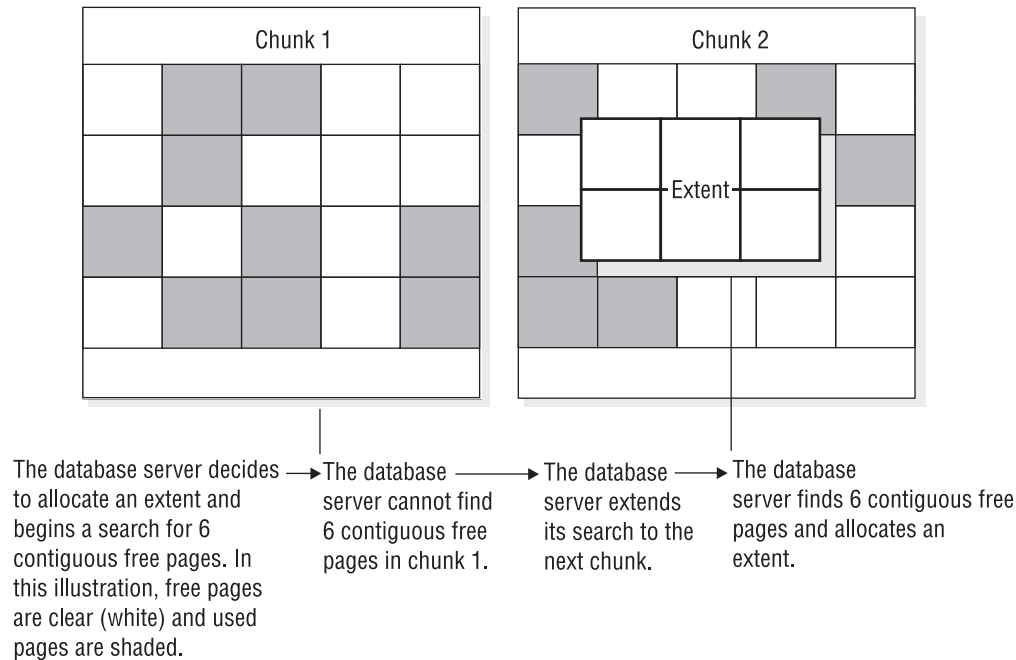 Chunk 1
Chunk 2
Extent
The database server decides
to allocate an extent and
begins a search for 6
contiguous free pages. In
this illustration, free pages
are clear (white) and used
pages are shaded.
The database
server cannot find
6 contiguous free
pages in chunk 1.
The database
server extends
its search to the
next chunk.
The database
server finds 6 contiguous free
pages and allocates an
extent.